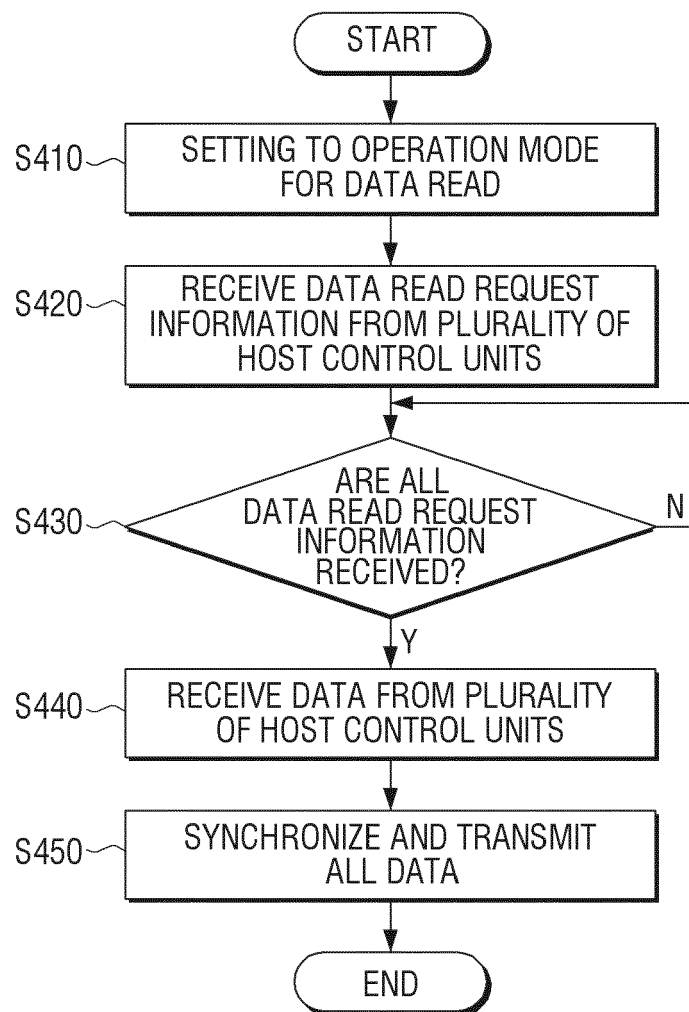 START
S410
SETTING TO OPERATION MODE
FOR DATA READ
S420
RECEIVE DATA READ REQUEST
INFORMATION FROM PLURALITY OF
HOST CONTROL UNITS
S430
ARE ALL
DATA READ REQUEST
INFORMATION
RECEIVED?
N
Y
S440
RECEIVE DATA FROM PLURALITY
OF HOST CONTROL UNITS
S450
SYNCHRONIZE AND TRANSMIT
ALL DATA
END